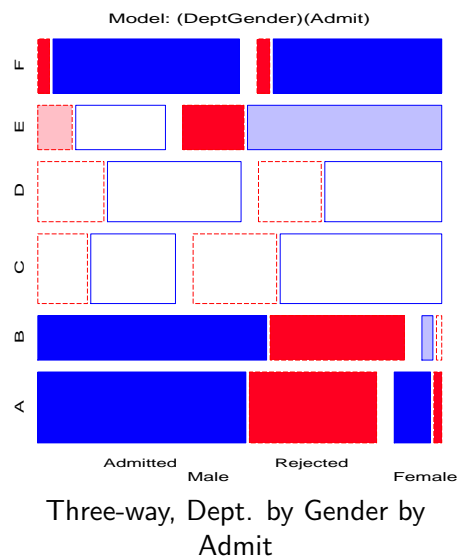 Model: (DeptGender)(Admit)
F
E
D
C
B
A
Admitted Rejected
Male Female
Three-way, Dept. by Gender by
Admit